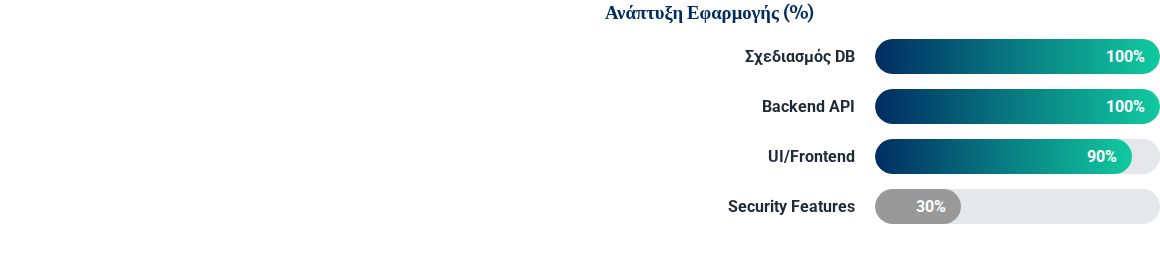 Ανάπτυξη Εφαρμογής (%)
Σχεδιασμός DB 100%
Backend API 100%
UI/Frontend 90%
Security Features 30%